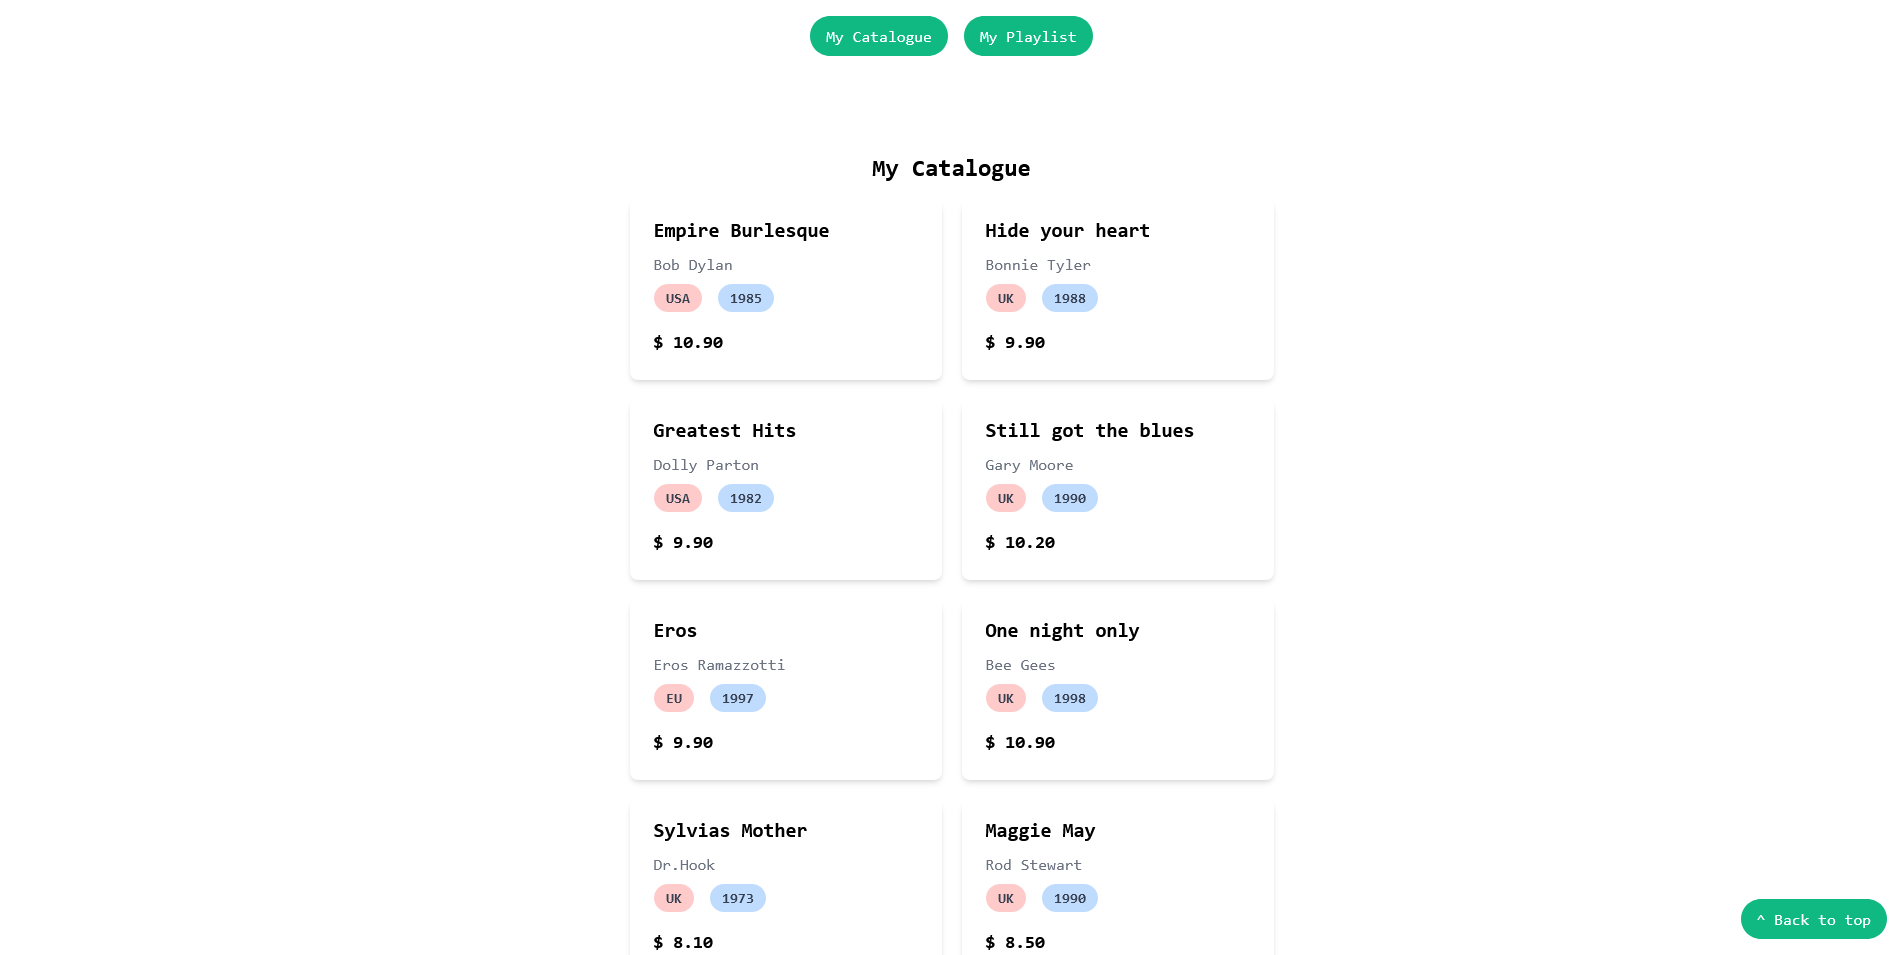 My Catalogue My Playlist
My Catalogue
Empire Burlesque
Bob Dylan
USA 1985
$ 10.90
Hide your heart
Bonnie Tyler
UK 1988
$ 9.90
Greatest Hits
Dolly Parton
USA 1982
$ 9.90
Still got the blues
Gary Moore
UK 1990
$ 10.20
Eros
Eros Ramazzotti
EU 1997
$ 9.90
One night only
Bee Gees
UK 1998
$ 10.90
Sylvias Mother
Dr.Hook
UK 1973
$ 8.10
Maggie May
Rod Stewart
UK 1990
$ 8.50
^ Back to top